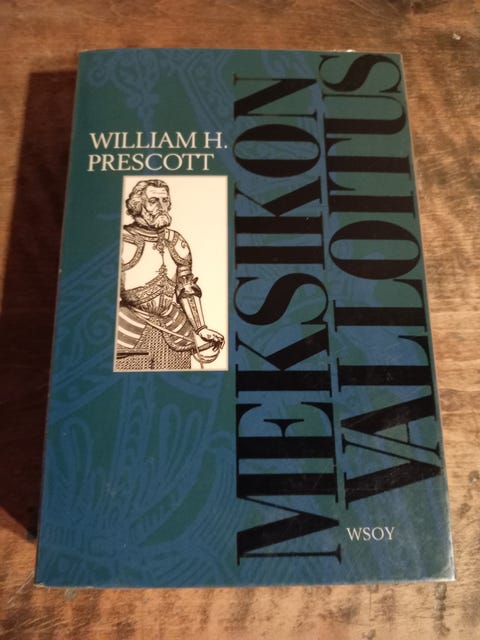 WILLIAM H.
PRESCOTT
MEKSIKON
VALLOITUS
WSOY